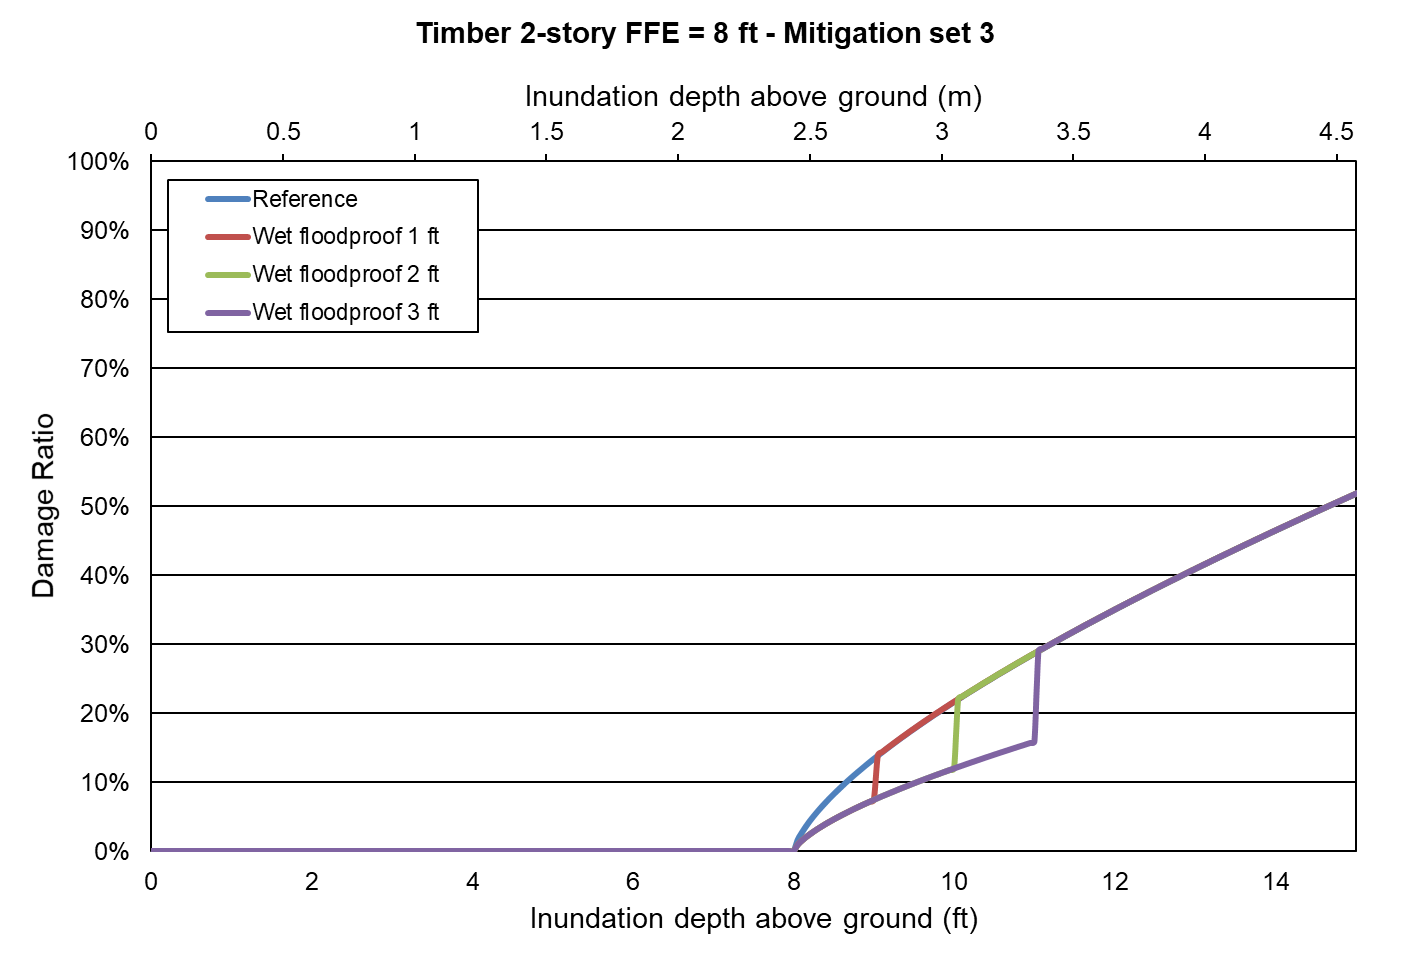 Timber 2-story FFE = 8 ft - Mitigation set 3
Inundation depth above ground (m)
0 0.5 1 1.5 2 2.5 3 3.5 4 4.5
100%
90%
80%
70%
60%
50%
40%
30%
20%
10%
0%
Damage Ratio
Reference
Wet floodproof 1 ft
Wet floodproof 2 ft
Wet floodproof 3 ft
0 2 4 6 8 10 12 14
Inundation depth above ground (ft)